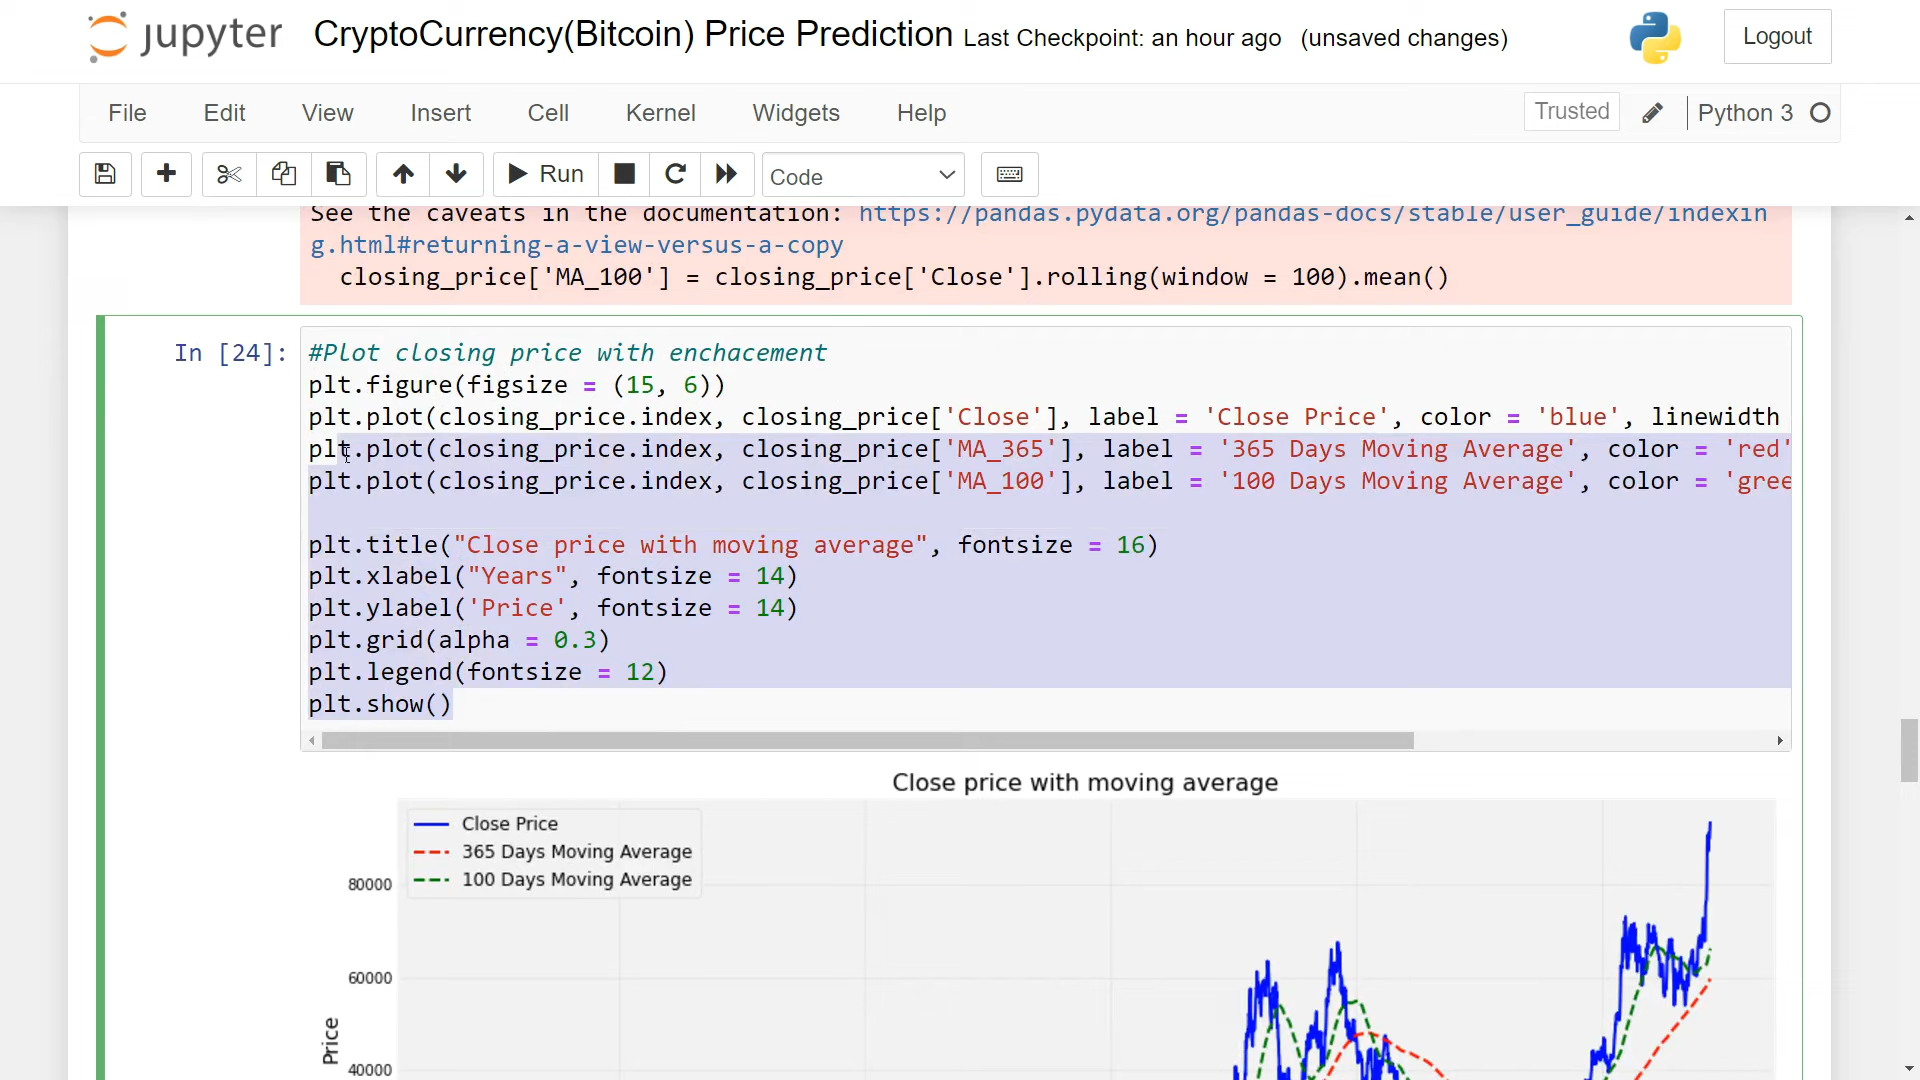 jupyter CryptoCurrency(Bitcoin) Price Prediction Last Checkpoint: an hour ago (unsaved changes) Logout
File Edit View Insert Cell Kernel Widgets Help Trusted Python 3
Run Code
See the caveats in the documentation: https://pandas.pydata.org/pandas-docs/stable/user_guide/indexin
g.html#returning-a-view-versus-a-copy
closing_price['MA_100'] = closing_price['Close'].rolling(window = 100).mean()
In [24]: #Plot closing price with enchacement
plt.figure(figsize = (15, 6))
plt.plot(closing_price.index, closing_price['Close'], label = 'Close Price', color = 'blue', linewidth
plt.plot(closing_price.index, closing_price['MA_365'], label = '365 Days Moving Average', color = 'red'
plt.plot(closing_price.index, closing_price['MA_100'], label = '100 Days Moving Average', color = 'gree
plt.title("Close price with moving average", fontsize = 16)
plt.xlabel("Years", fontsize = 14)
plt.ylabel('Price', fontsize = 14)
plt.grid(alpha = 0.3)
plt.legend(fontsize = 12)
plt.show()
Close price with moving average
Close Price
365 Days Moving Average
100 Days Moving Average
80000
60000
40000
Price